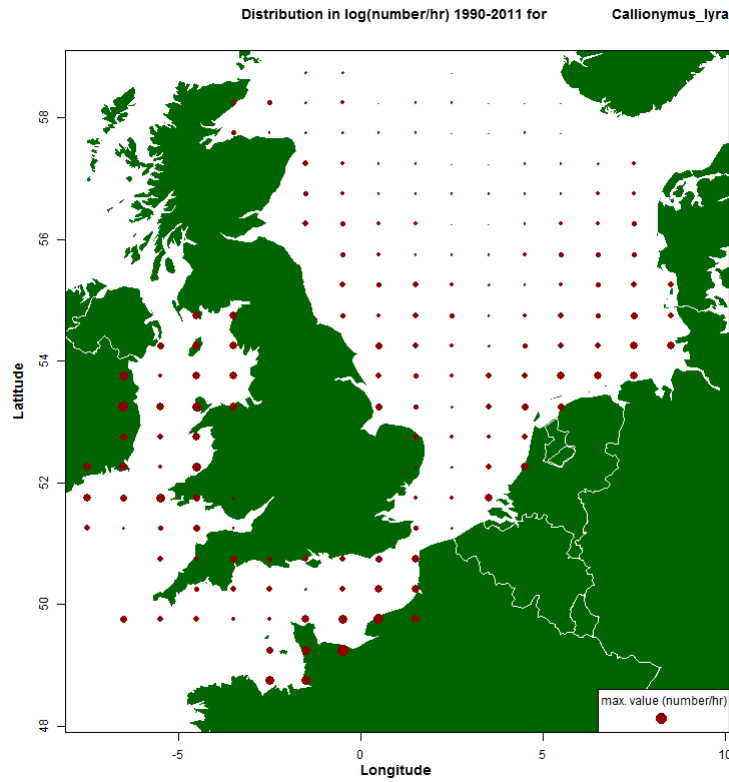 Distribution in log(number/hr) 1990-2011 for Callionymus_lyra
58
56
54
52
50
48
Latitude
max. value (number/hr)
-5 0 5 10
Longitude